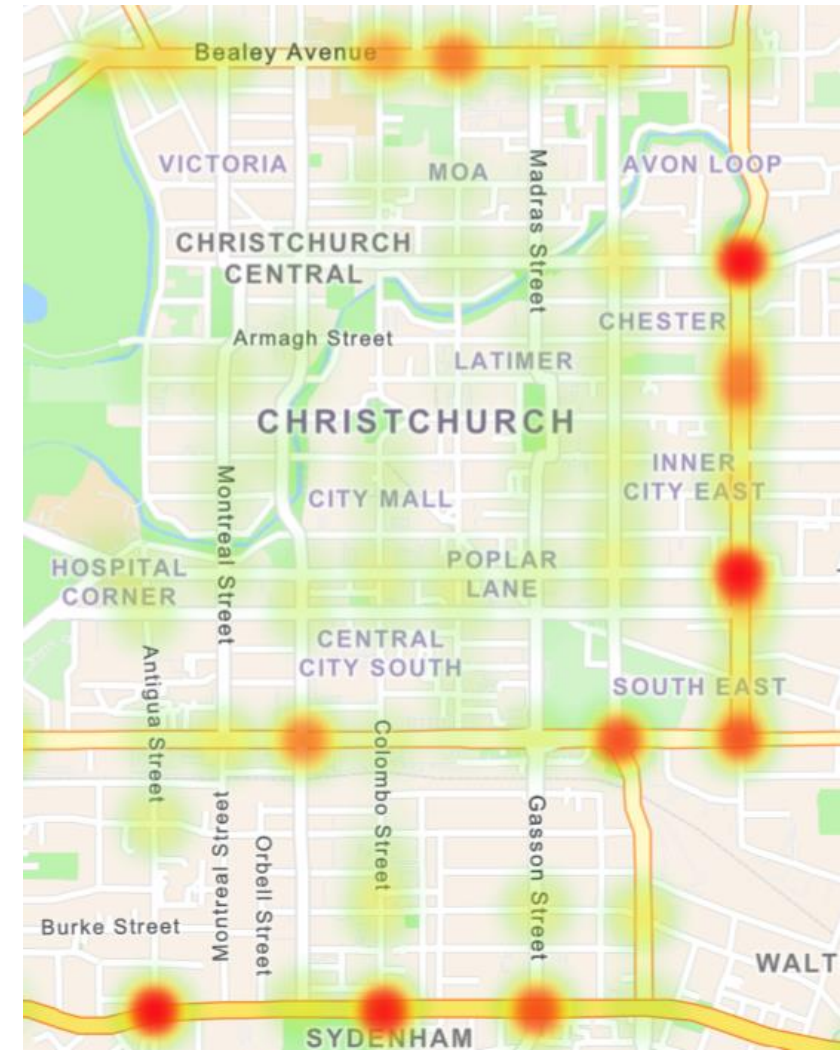 Bealey Avenue
VICTORIA
MOA
Madras Street
AVON LOOP
CHRISTCHURCH
CENTRAL
CHESTER
Armagh Street
LATIMER
CHRISTCHURCH
INNER
CITY EAST
CITY MALL
Montreal Street
HOSPITAL
CORNER
POPLAR
LANE
CENTRAL
CITY SOUTH
Antigua Street
SOUTH EAST
Colombo Street
Montreal Street
Orbell Street
Gasson Street
Burke Street
WALT
SYDENHAM